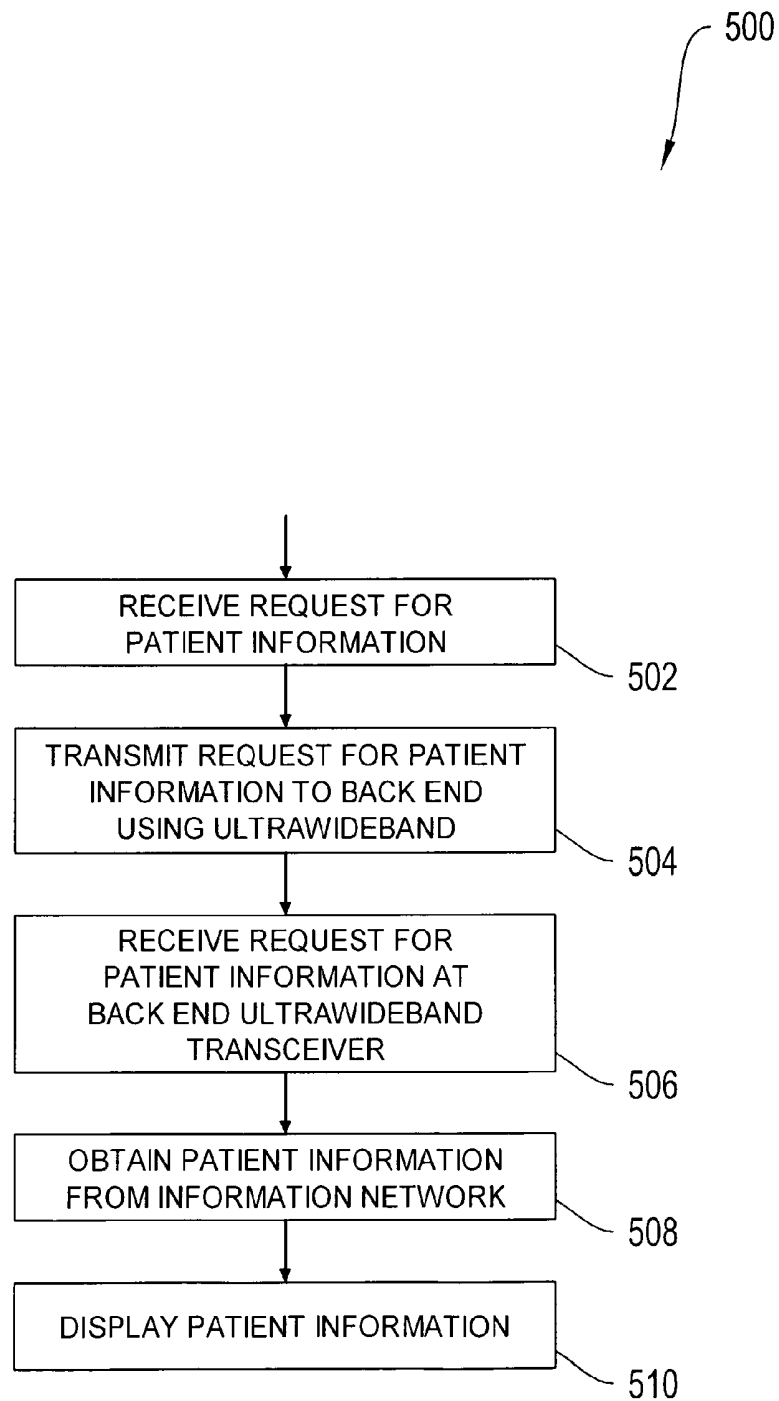 500
RECEIVE REQUEST FOR
PATIENT INFORMATION
502
TRANSMIT REQUEST FOR PATIENT
INFORMATION TO BACK END
USING ULTRAWIDEBAND
504
RECEIVE REQUEST FOR
PATIENT INFORMATION AT
BACK END ULTRAWIDEBAND
TRANSCEIVER
506
OBTAIN PATIENT INFORMATION
FROM INFORMATION NETWORK
508
DISPLAY PATIENT INFORMATION
510